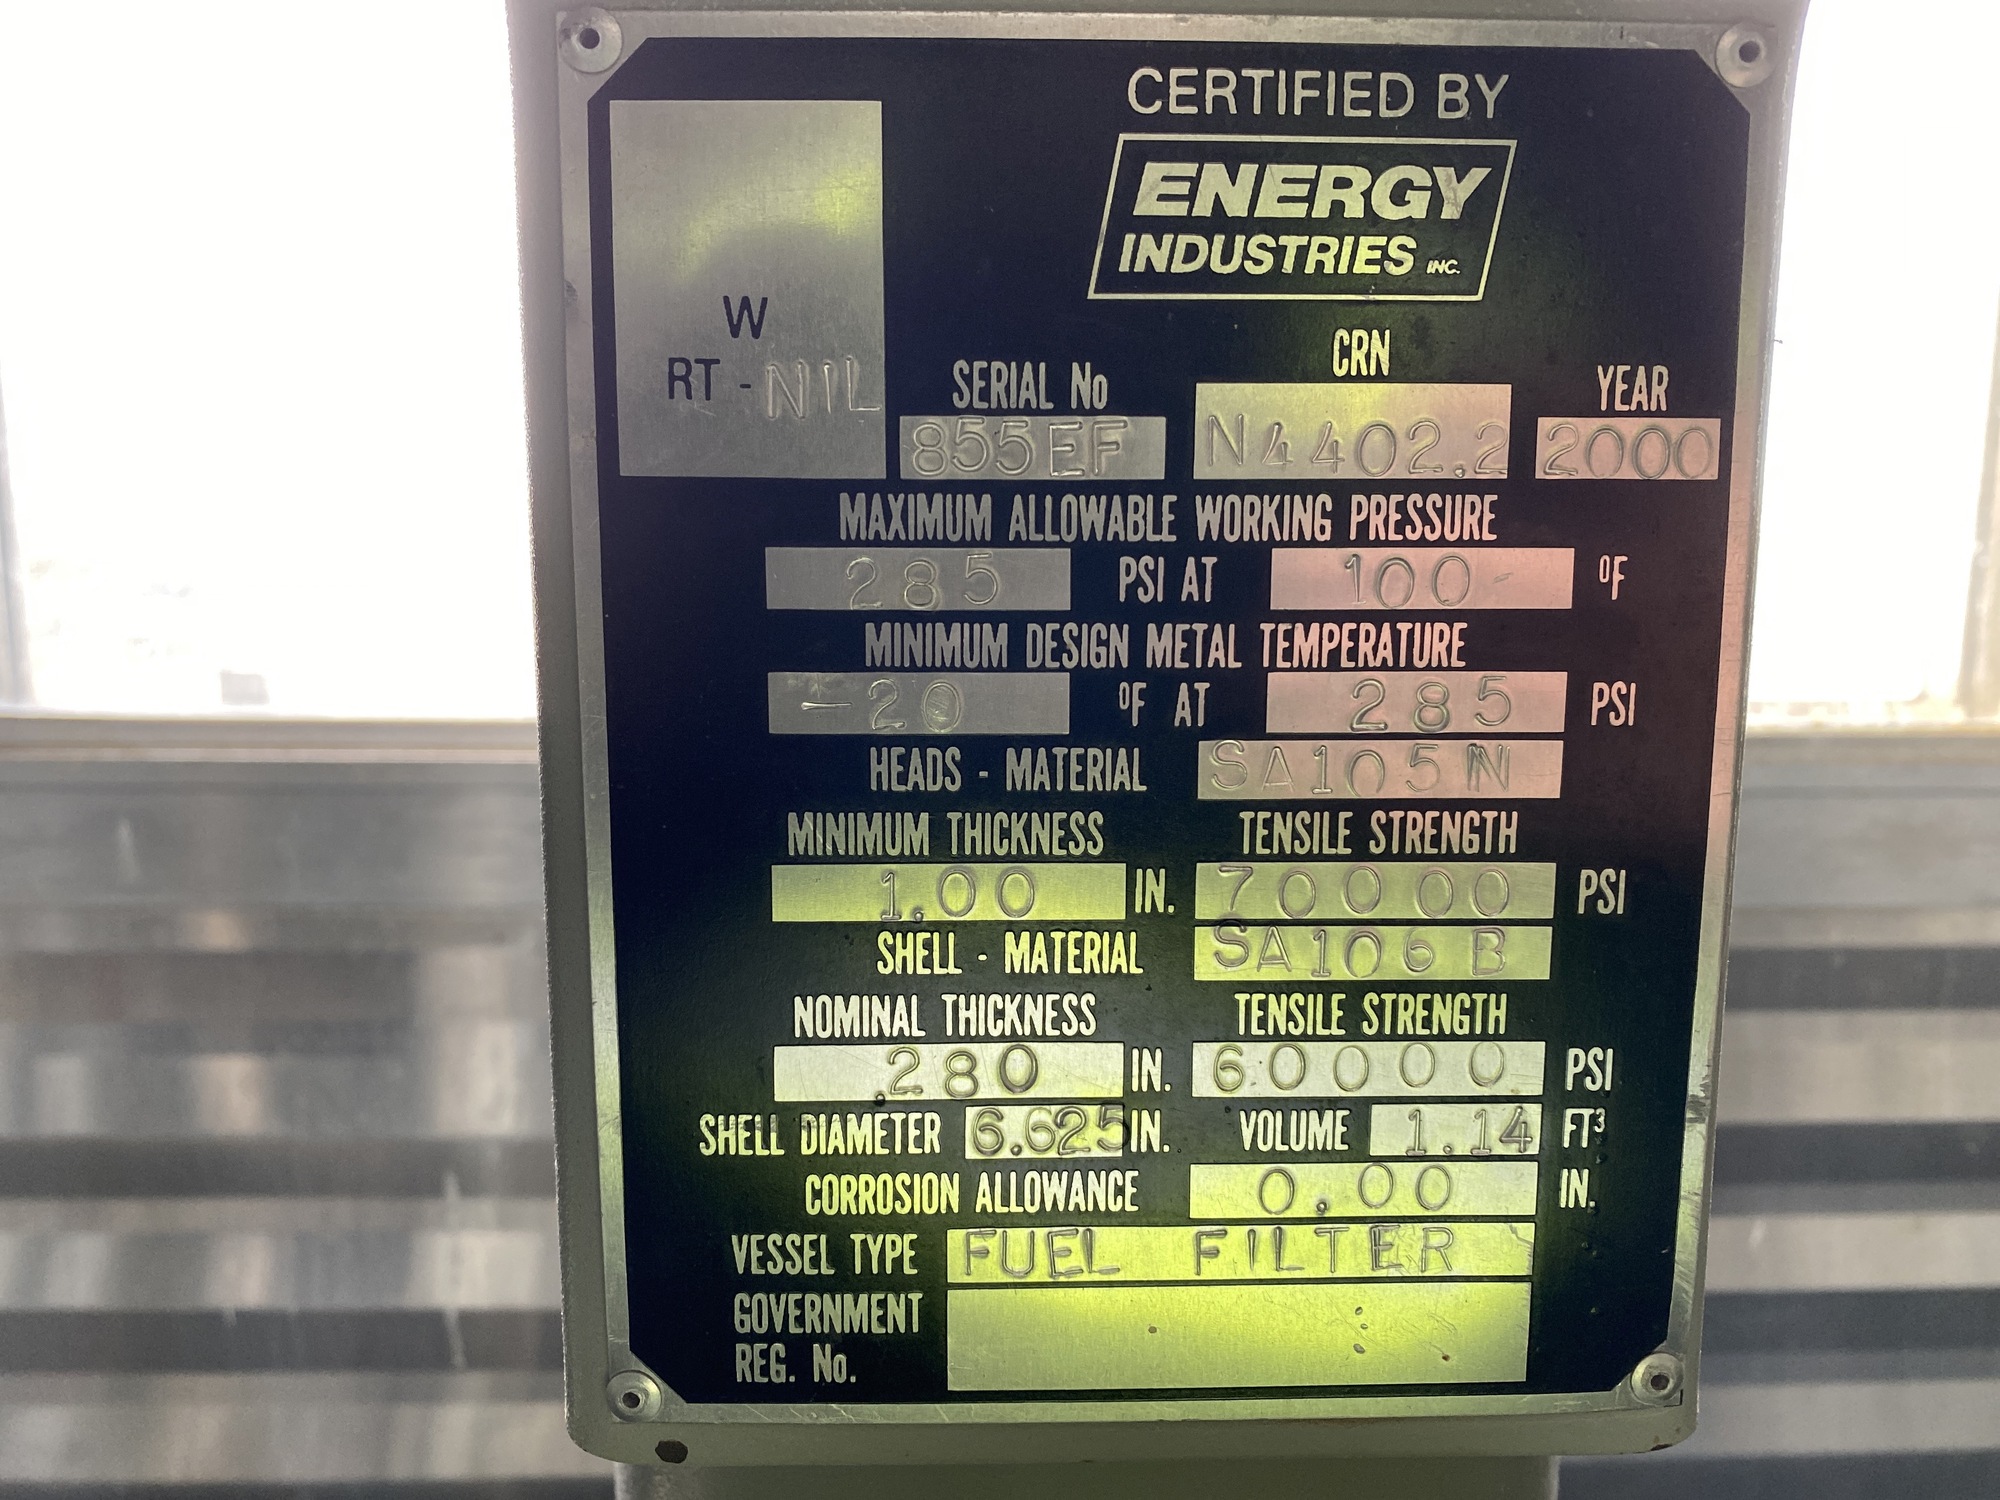 CERTIFIED BY
ENERGY
INDUSTRIES INC.
W
RT - NIL
SERIAL No CRN YEAR
855EF N4402.2 2000
MAXIMUM ALLOWABLE WORKING PRESSURE
285 PSI AT 100 °F
MINIMUM DESIGN METAL TEMPERATURE
-20 °F AT 285 PSI
HEADS - MATERIAL SA105N
MINIMUM THICKNESS TENSILE STRENGTH
1.00 IN. 70000 PSI
SHELL - MATERIAL SA106B
NOMINAL THICKNESS TENSILE STRENGTH
.280 IN. 60000 PSI
SHELL DIAMETER 6.625 IN. VOLUME 1.14 FT³
CORROSION ALLOWANCE 0.00 IN.
VESSEL TYPE FUEL FILTER
GOVERNMENT
REG. No.